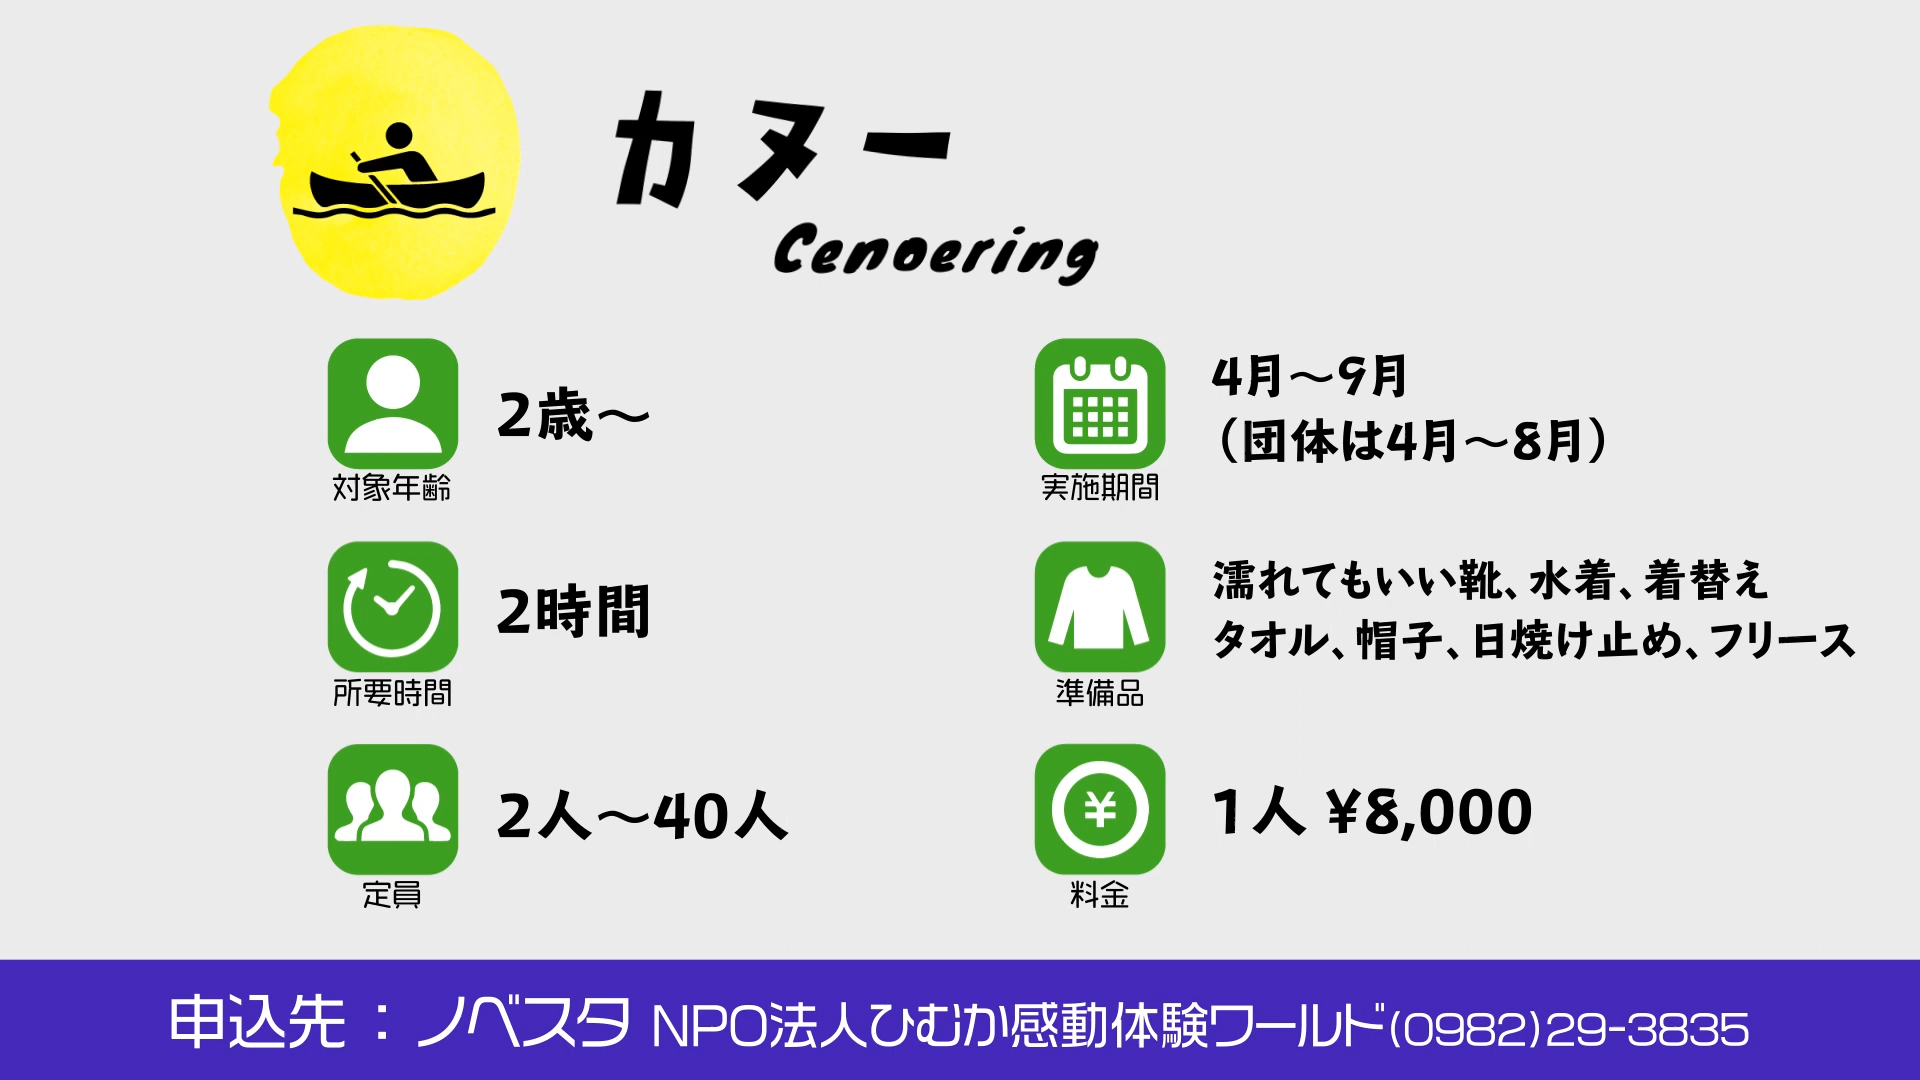 カヌー
Cenoering
2歳～
対象年齢
4月～9月
（団体は4月～8月）
実施期間
2時間
所要時間
濡れてもいい靴、水着、着替え
タオル、帽子、日焼け止め、フリース
準備品
2人～40人
定員
1人 ¥8,000
料金
申込先 ： ノベスタ NPO法人ひむか感動体験ワールド(0982)29-3835